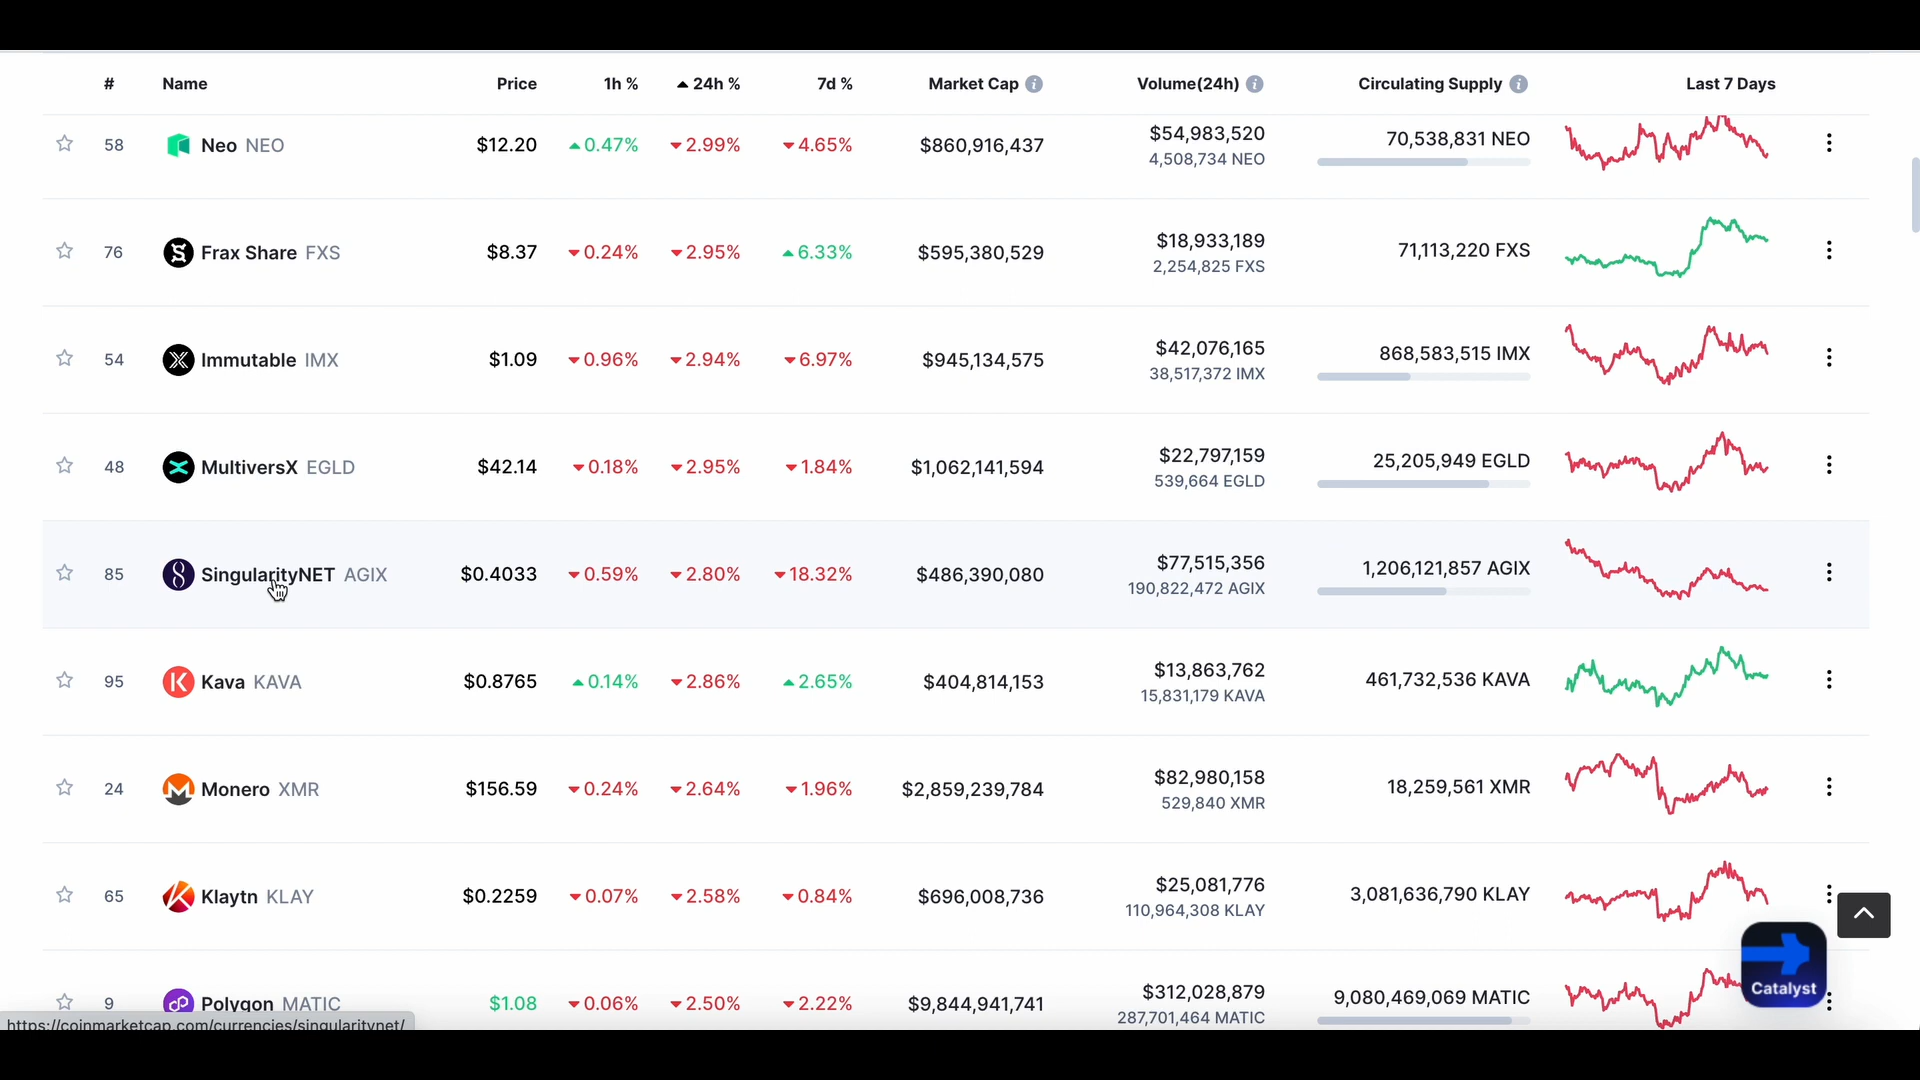 # Name Price 1h % 24h % 7d % Market Cap Volume(24h) Circulating Supply Last 7 Days
58 Neo NEO $12.20 0.47% 2.99% 4.65% $860,916,437 $54,983,520 70,538,831 NEO
4,508,734 NEO
76 Frax Share FXS $8.37 0.24% 2.95% 6.33% $595,380,529 $18,933,189 71,113,220 FXS
2,254,825 FXS
54 Immutable IMX $1.09 0.96% 2.94% 6.97% $945,134,575 $42,076,165 868,583,515 IMX
38,517,372 IMX
48 MultiversX EGLD $42.14 0.18% 2.95% 1.84% $1,062,141,594 $22,797,159 25,205,949 EGLD
539,664 EGLD
85 SingularityNET AGIX $0.4033 0.59% 2.80% 18.32% $486,390,080 $77,515,356 1,206,121,857 AGIX
190,822,472 AGIX
95 Kava KAVA $0.8765 0.14% 2.86% 2.65% $404,814,153 $13,863,762 461,732,536 KAVA
15,831,179 KAVA
24 Monero XMR $156.59 0.24% 2.64% 1.96% $2,859,239,784 $82,980,158 18,259,561 XMR
529,840 XMR
65 Klaytn KLAY $0.2259 0.07% 2.58% 0.84% $696,008,736 $25,081,776 3,081,636,790 KLAY
110,964,308 KLAY
9 Polygon MATIC $1.08 0.06% 2.50% 2.22% $9,844,941,741 $312,028,879 9,080,469,069 MATIC
287,701,464 MATIC
Catalyst
https://coinmarketcap.com/currencies/singularitynet/